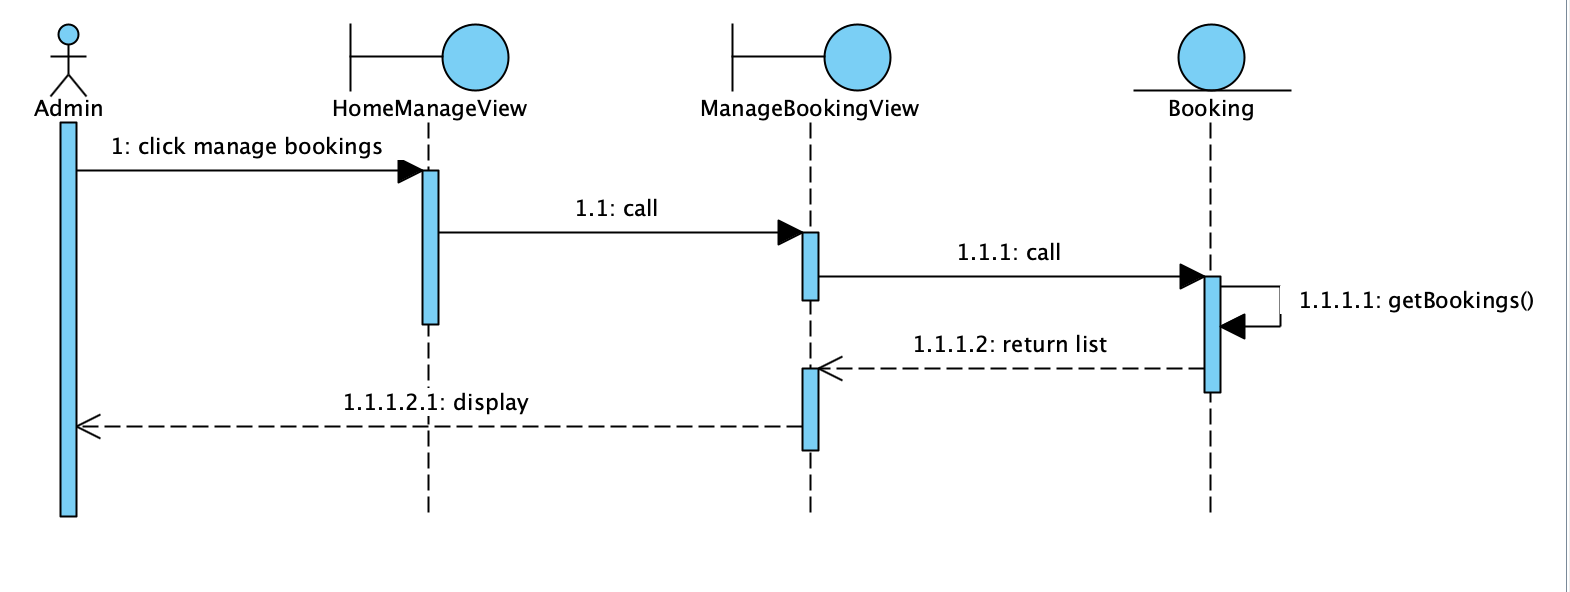 Admin
HomeManageView
ManageBookingView
Booking
1: click manage bookings
1.1: call
1.1.1: call
1.1.1.1: getBookings()
1.1.1.2: return list
1.1.1.2.1: display